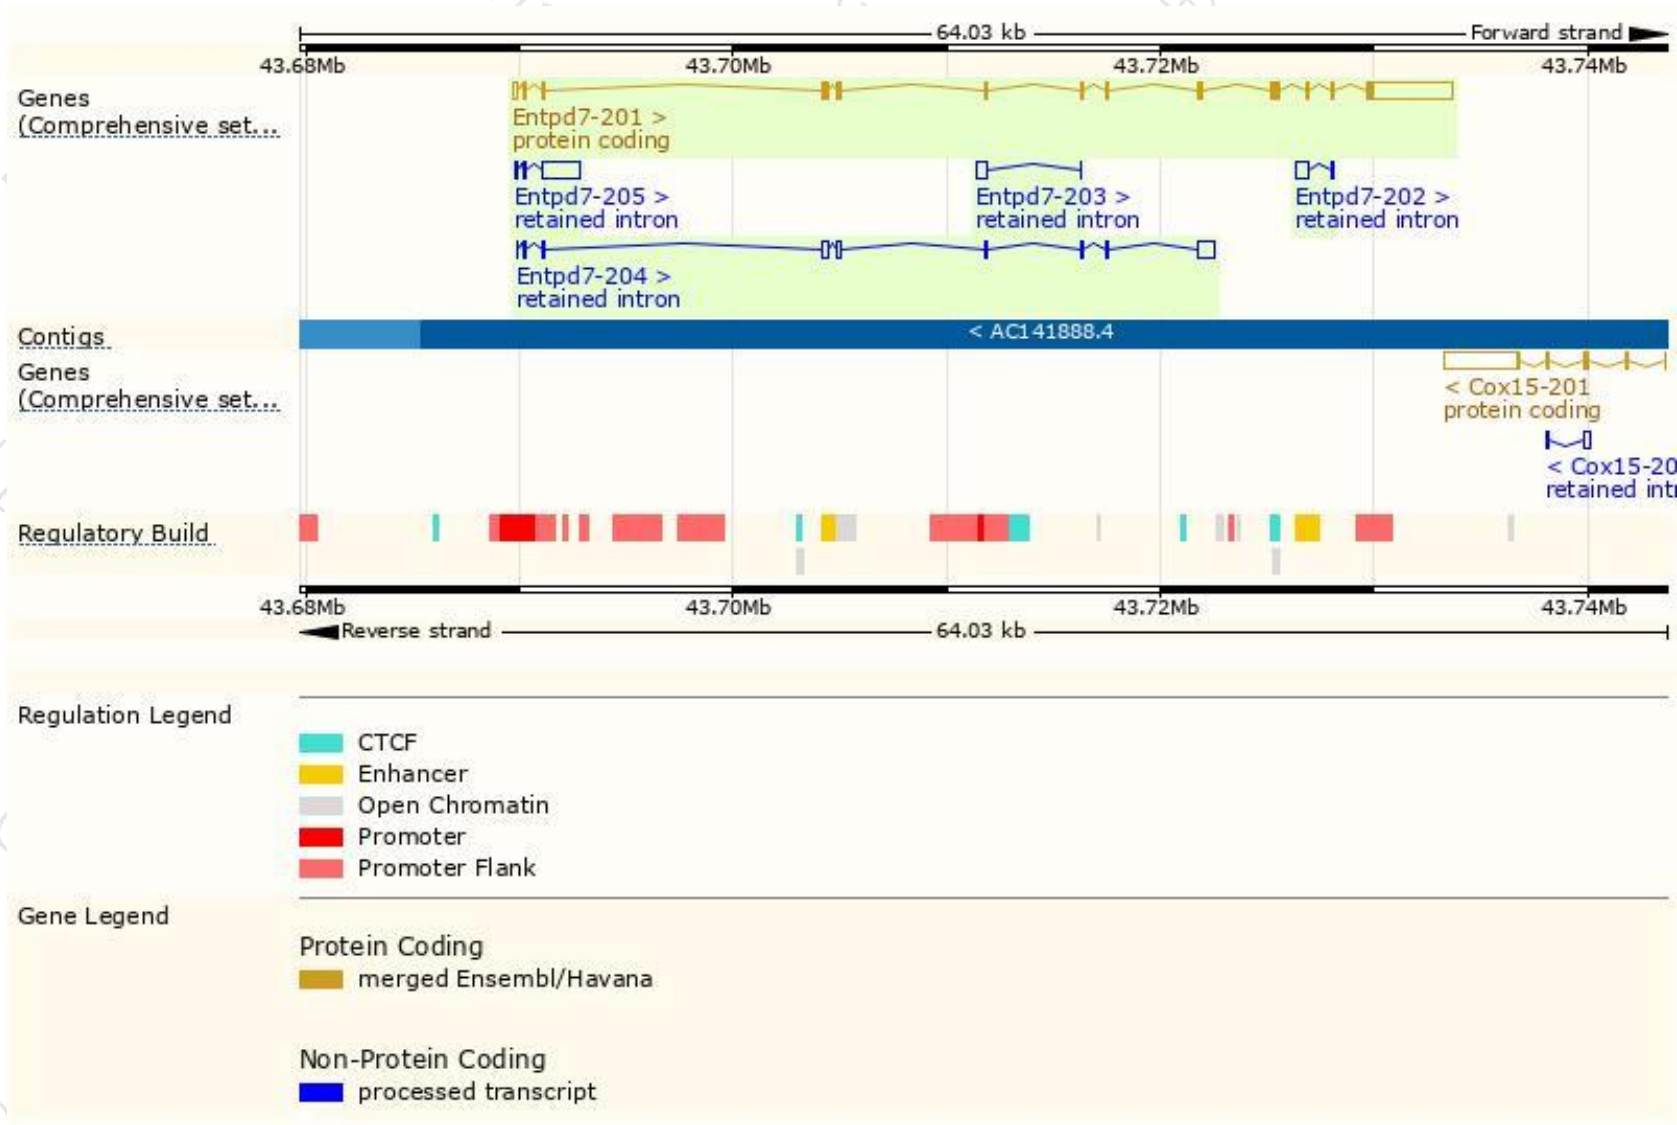 64.03 kb
Forward strand
43.68Mb
43.70Mb
43.72Mb
43.74Mb
Genes
(Comprehensive set...
Entpd7-201 >
protein coding
Entpd7-205 >
retained intron
Entpd7-203 >
retained intron
Entpd7-202 >
retained intron
Entpd7-204 >
retained intron
Contigs
< AC141888.4
Genes
(Comprehensive set...
< Cox15-201
protein coding
< Cox15-20
retained int
Regulatory Build
43.68Mb
43.70Mb
43.72Mb
43.74Mb
Reverse strand
64.03 kb
Regulation Legend
CTCF
Enhancer
Open Chromatin
Promoter
Promoter Flank
Gene Legend
Protein Coding
merged Ensembl/Havana
Non-Protein Coding
processed transcript